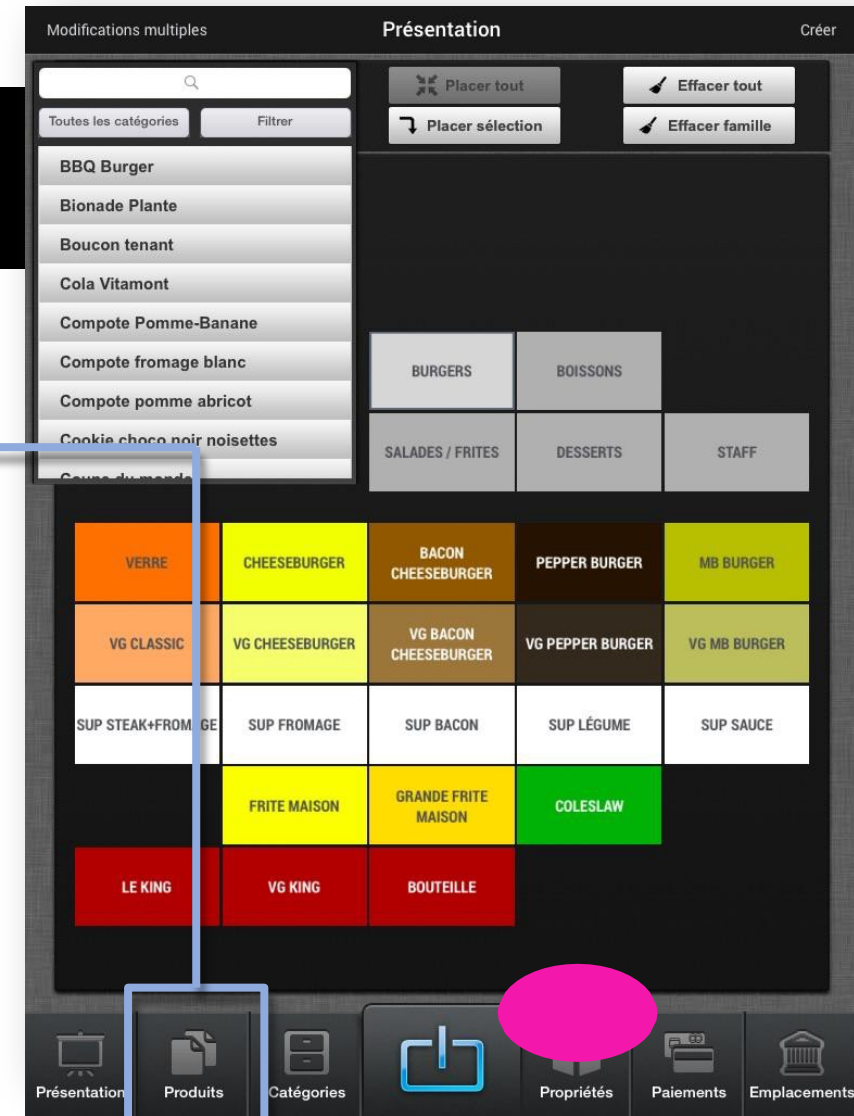 Modifications multiples Présentation Créer
Placer tout Effacer tout
Toutes les catégories Filtrer Placer sélection Effacer famille
BBQ Burger
Bionade Plante
Boucon tenant
Cola Vitamont
Compote Pomme-Banane
Compote fromage blanc
Compote pomme abricot
Cookie choco noir noisettes
Coupe du monde
BURGERS BOISSONS
SALADES / FRITES DESSERTS STAFF
VERRE CHEESEBURGER BACON CHEESEBURGER PEPPER BURGER MB BURGER
VG CLASSIC VG CHEESEBURGER VG BACON CHEESEBURGER VG PEPPER BURGER VG MB BURGER
SUP STEAK+FROMAGE SUP FROMAGE SUP BACON SUP LÉGUME SUP SAUCE
FRITE MAISON GRANDE FRITE MAISON COLESLAW
LE KING VG KING BOUTEILLE
Présentation Produits Catégories Propriétés Paiements Emplacements